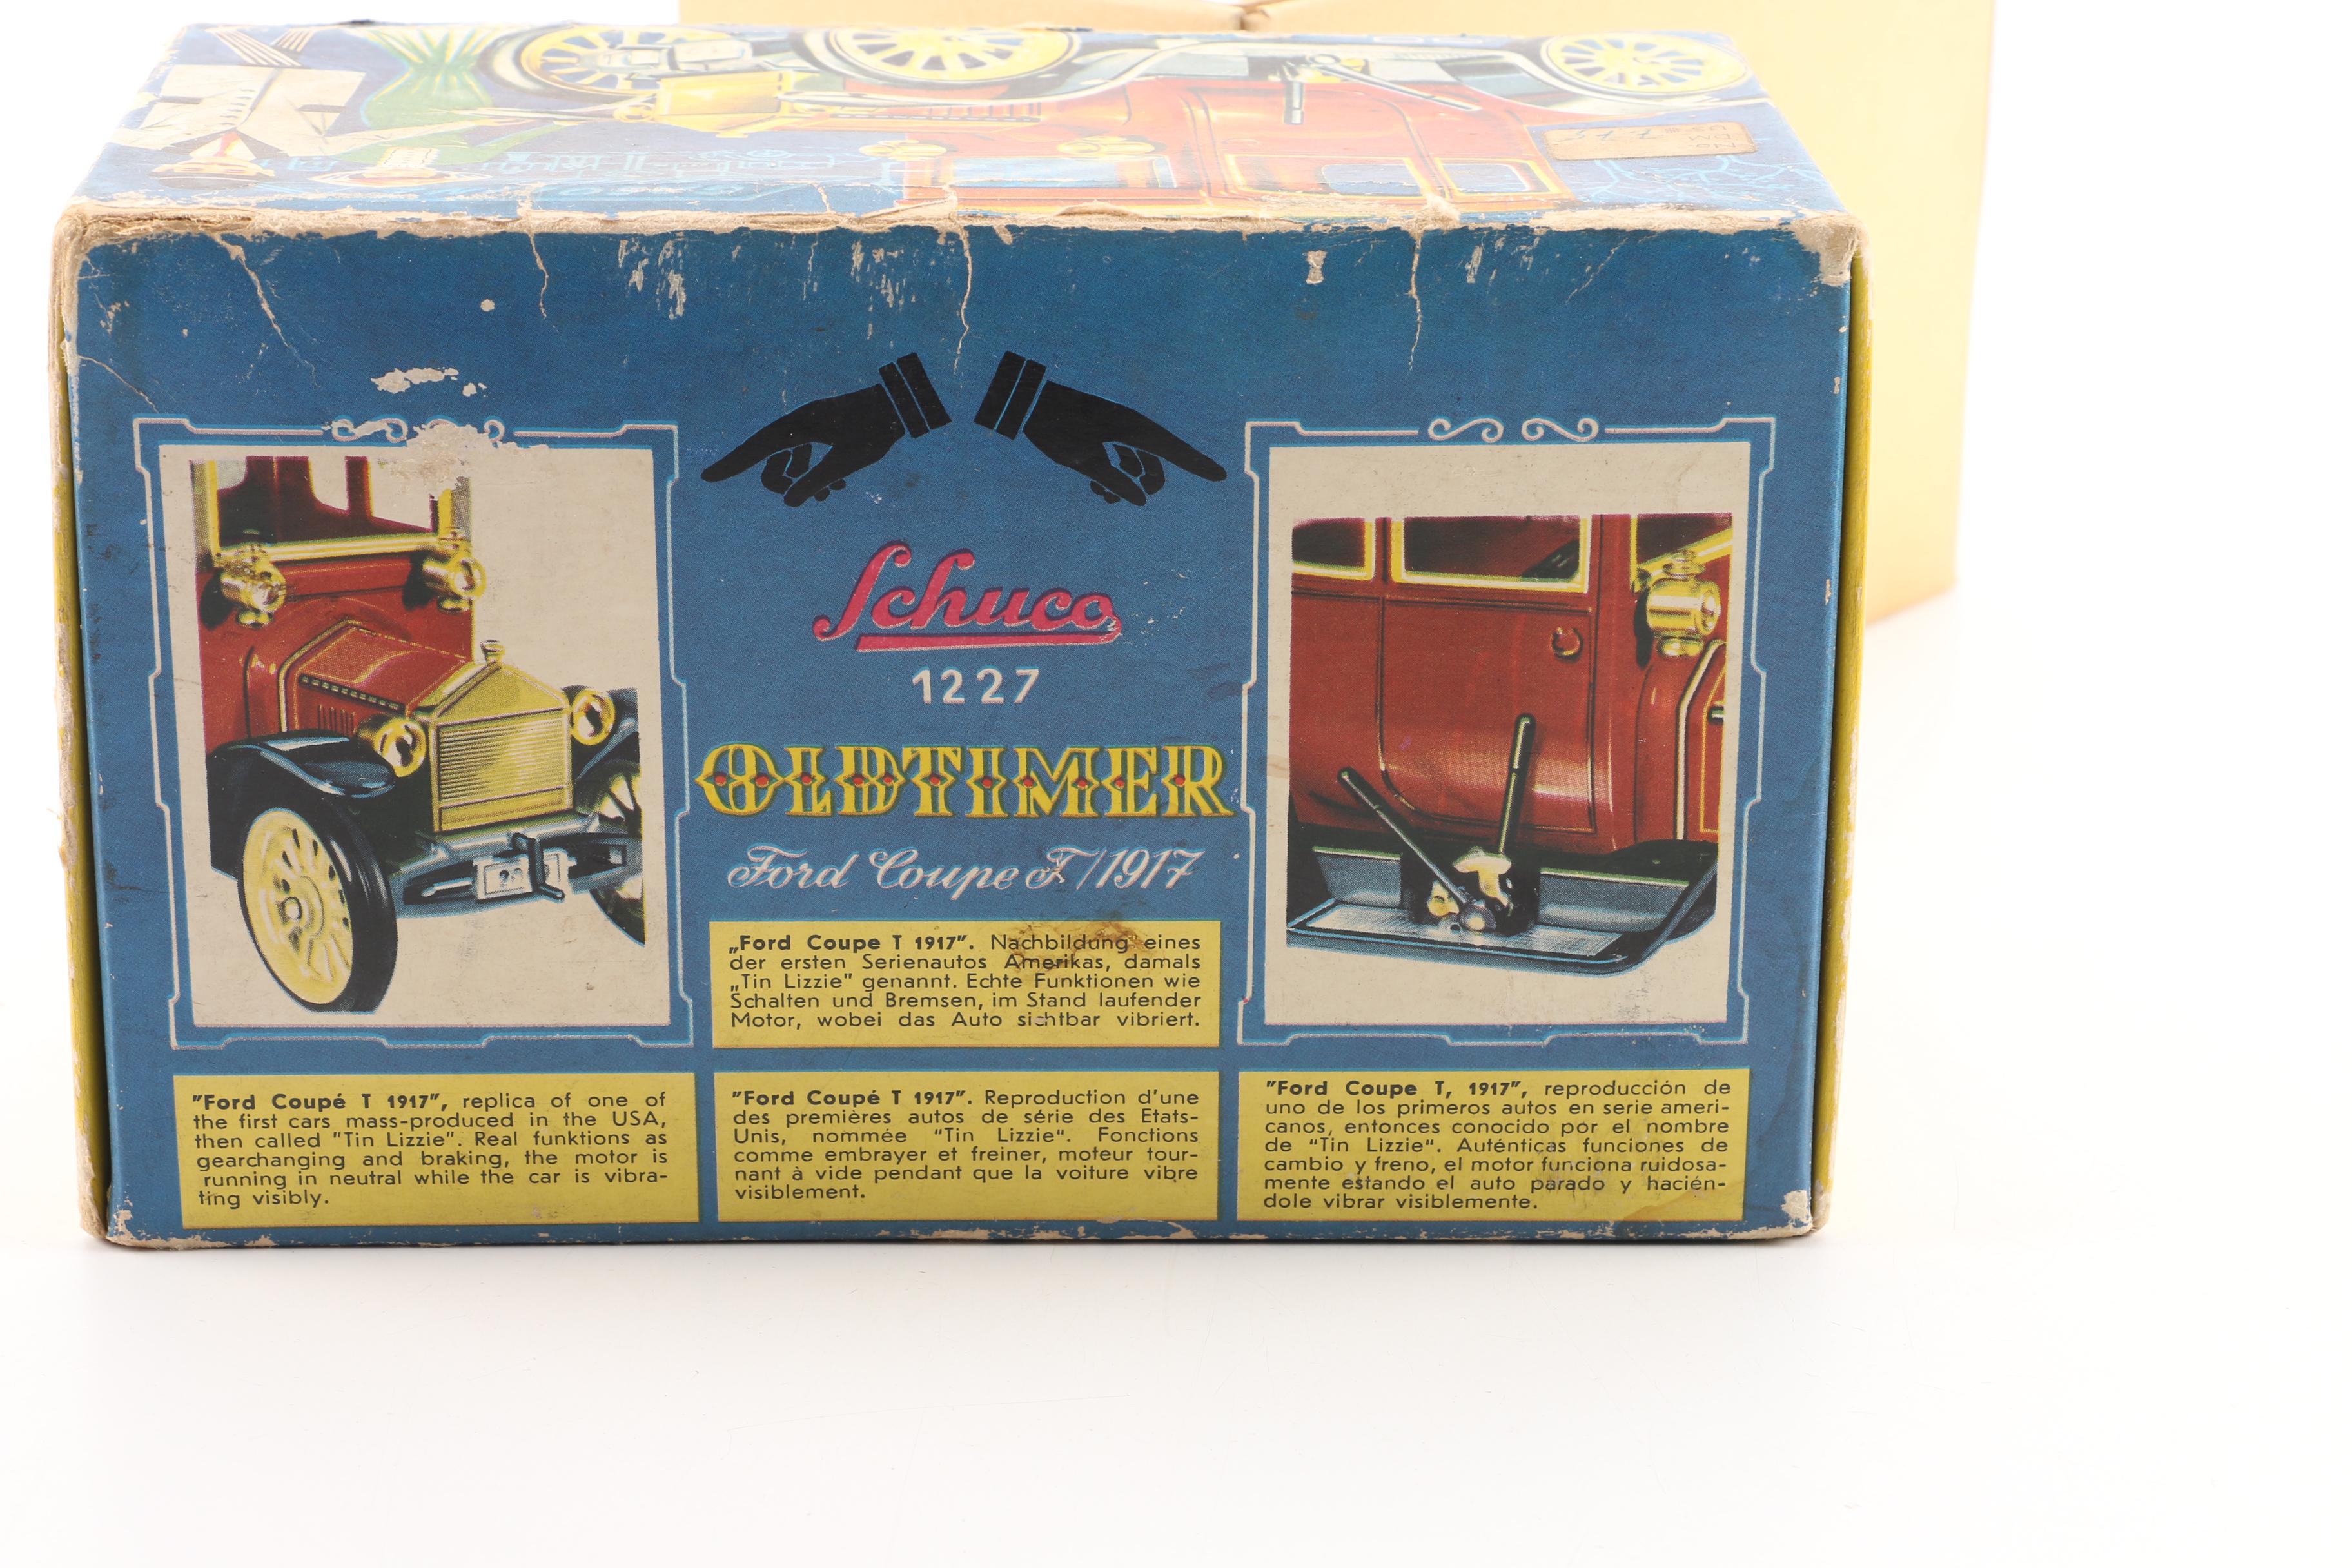 Schuco
1227
OLDTIMER
Ford Coupe T/1917
„Ford Coupe T 1917”. Nachbildung eines
der ersten Serienautos Amerikas, damals
„Tin Lizzie” genannt. Echte Funktionen wie
Schalten und Bremsen, im Stand laufender
Motor, wobei das Auto sichtbar vibriert.
”Ford Coupé T 1917”, replica of one of
the first cars mass-produced in the USA,
then called ”Tin Lizzie”. Real funktions as
gearchanging and braking, the motor is
running in neutral while the car is vibra-
ting visibly.
”Ford Coupé T 1917”. Reproduction d'une
des premières autos de série des Etats-
Unis, nommée “Tin Lizzie“. Fonctions
comme embrayer et freiner, moteur tour-
nant à vide pendant que la voiture vibre
visiblement.
”Ford Coupe T, 1917”, reproducción de
uno de los primeros autos en serie ameri-
canos, entonces conocido por el nombre
de “Tin Lizzie“. Auténticas funciones de
cambio y freno, el motor funciona ruidosa-
mente estando el auto parado y hacién-
dole vibrar visiblemente.